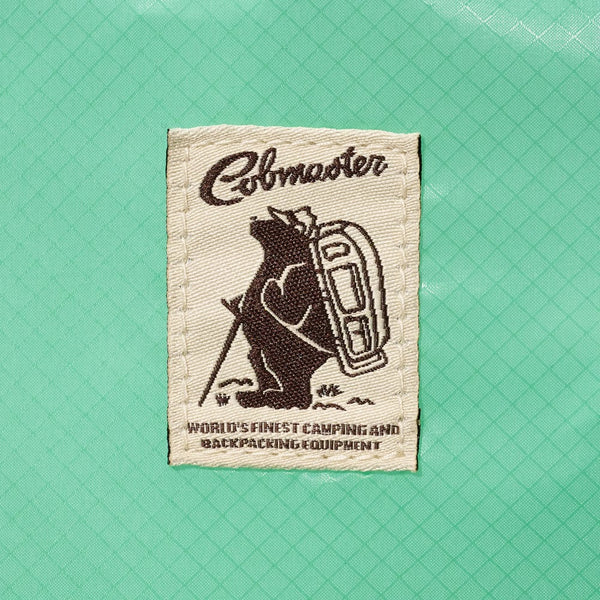 Cobmaster
WORLD'S FINEST CAMPING AND
BACKPACKING EQUIPMENT